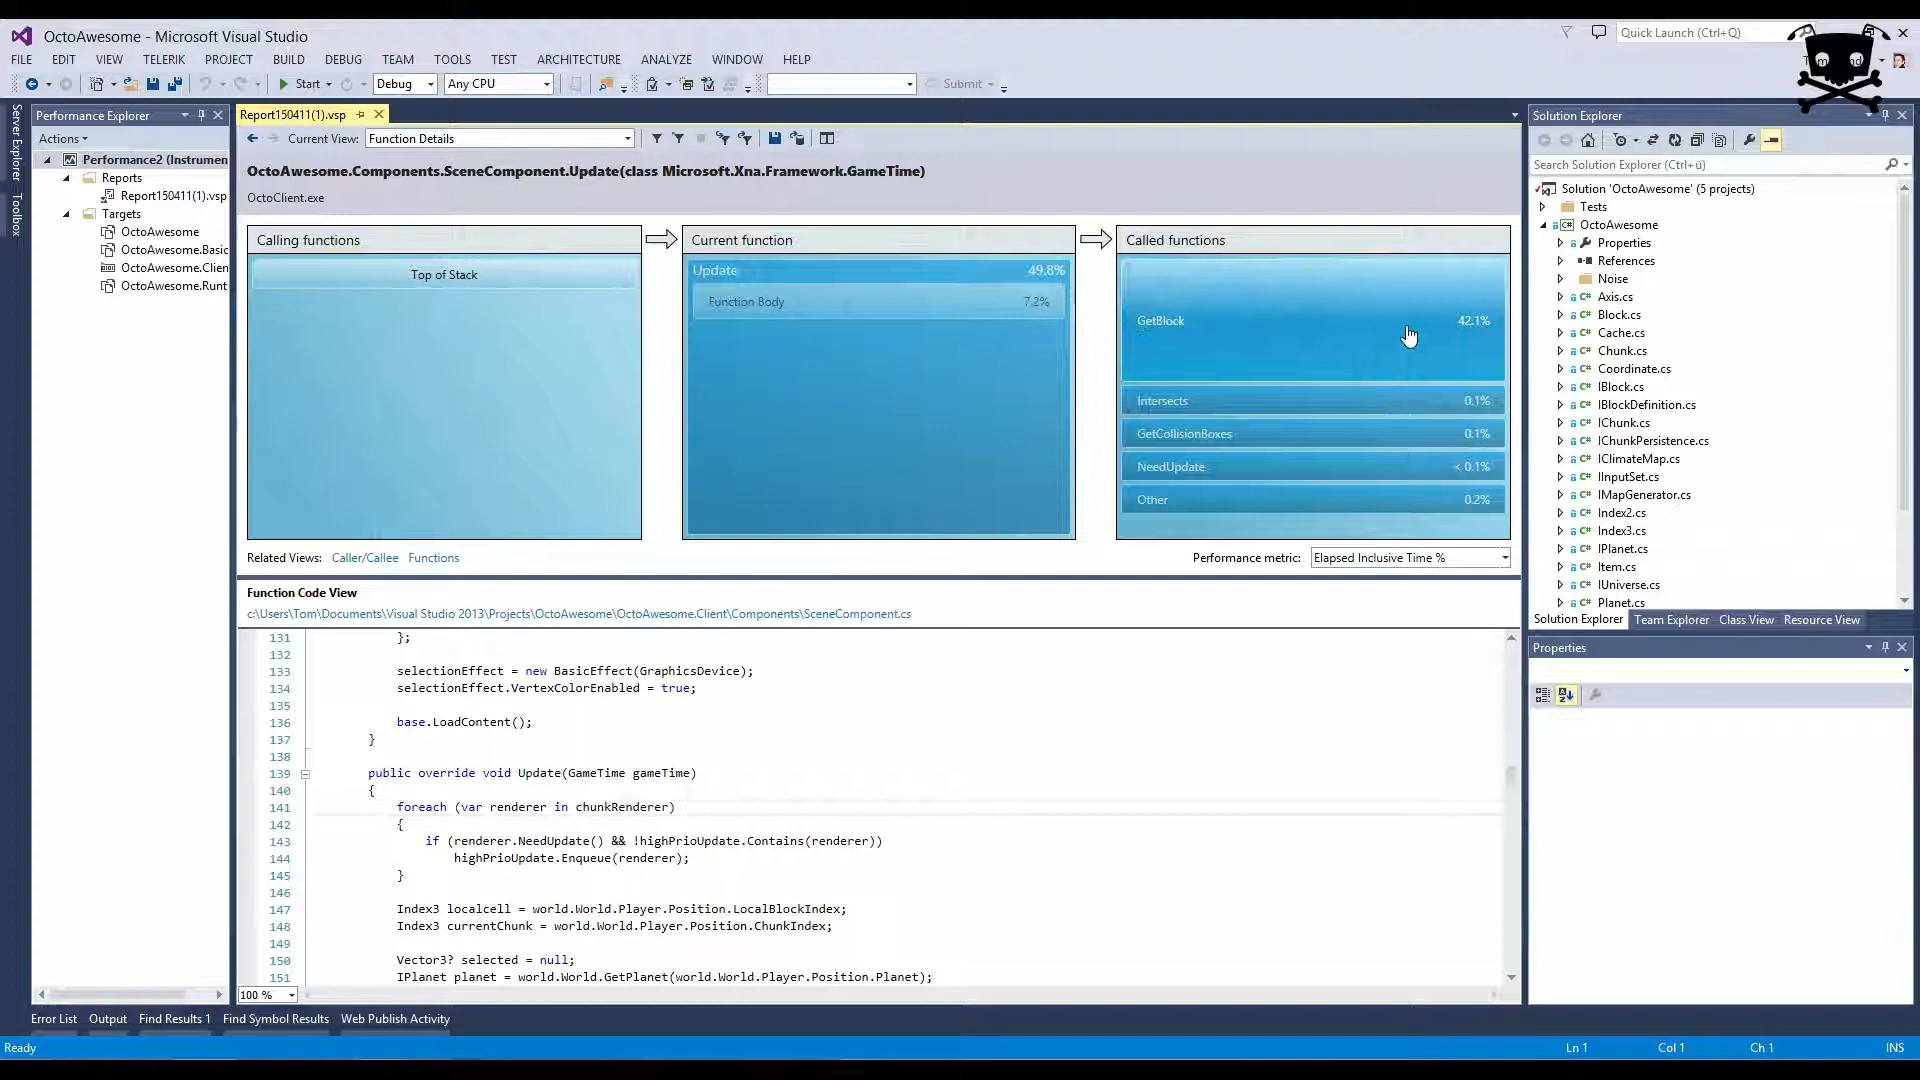 OctoAwesome - Microsoft Visual Studio
Quick Launch (Ctrl+Q)
FILE EDIT VIEW TELERIK PROJECT BUILD DEBUG TEAM TOOLS TEST ARCHITECTURE ANALYZE WINDOW HELP
Start Debug Any CPU Submit
Server Explorer
Toolbox
Performance Explorer
Actions
Performance2 (Instrumen
Reports
Report150411(1).vsp
Targets
OctoAwesome
OctoAwesome.Basic
OctoAwesome.Clien
OctoAwesome.Runt
Report150411(1).vsp
Current View: Function Details
OctoAwesome.Components.SceneComponent.Update(class Microsoft.Xna.Framework.GameTime)
OctoClient.exe
Calling functions
Top of Stack
Current function
Update 49.8%
Function Body 7.2%
Called functions
GetBlock 42.1%
Intersects 0.1%
GetCollisionBoxes 0.1%
NeedUpdate < 0.1%
Other 0.2%
Related Views: Caller/Callee Functions
Performance metric: Elapsed Inclusive Time %
Function Code View
c:\Users\Tom\Documents\Visual Studio 2013\Projects\OctoAwesome\OctoAwesome.Client\Components\SceneComponent.cs
131 };
132
133 selectionEffect = new BasicEffect(GraphicsDevice);
134 selectionEffect.VertexColorEnabled = true;
135
136 base.LoadContent();
137 }
138
139 public override void Update(GameTime gameTime)
140 {
141 foreach (var renderer in chunkRenderer)
142 {
143 if (renderer.NeedUpdate() && !highPrioUpdate.Contains(renderer))
144 highPrioUpdate.Enqueue(renderer);
145 }
146
147 Index3 localcell = world.World.Player.Position.LocalBlockIndex;
148 Index3 currentChunk = world.World.Player.Position.ChunkIndex;
149
150 Vector3? selected = null;
151 IPlanet planet = world.World.GetPlanet(world.World.Player.Position.Planet);
100 %
Solution Explorer
Search Solution Explorer (Ctrl+ü)
Solution 'OctoAwesome' (5 projects)
Tests
OctoAwesome
Properties
References
Noise
Axis.cs
Block.cs
Cache.cs
Chunk.cs
Coordinate.cs
IBlock.cs
IBlockDefinition.cs
IChunk.cs
IChunkPersistence.cs
IClimateMap.cs
IInputSet.cs
IMapGenerator.cs
Index2.cs
Index3.cs
IPlanet.cs
Item.cs
IUniverse.cs
Planet.cs
Solution Explorer Team Explorer Class View Resource View
Properties
Error List Output Find Results 1 Find Symbol Results Web Publish Activity
Ready Ln 1 Col 1 Ch 1 INS